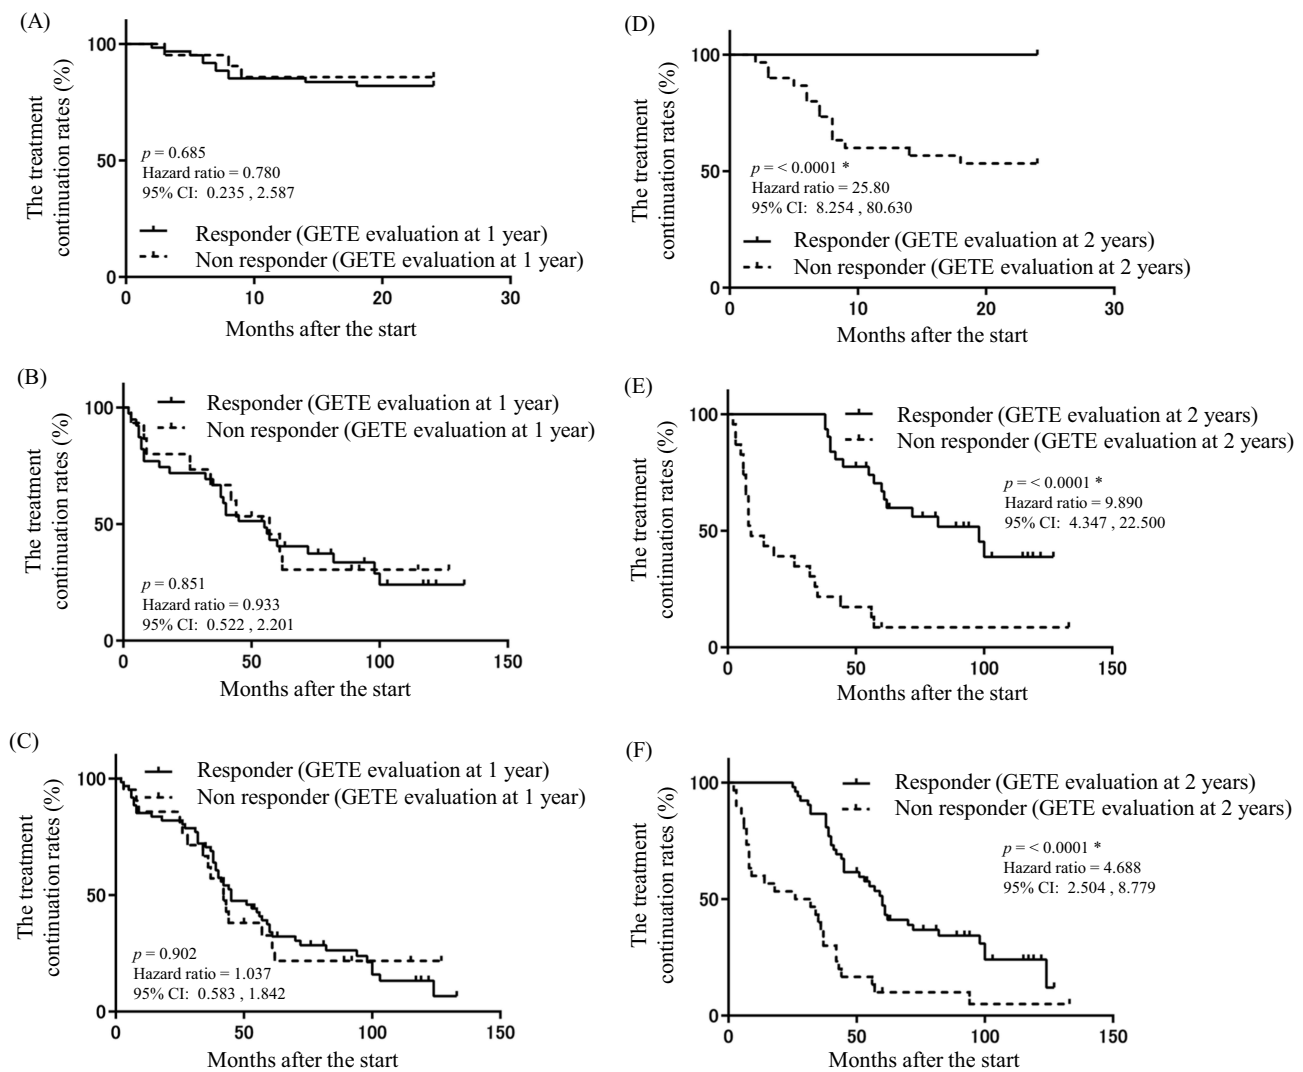 (A)
The treatment
continuation rates (%)
100
50
0
p = 0.685
Hazard ratio = 0.780
95% CI: 0.235 , 2.587
Responder (GETE evaluation at 1 year)
Non responder (GETE evaluation at 1 year)
0 10 20 30
Months after the start
(D)
The treatment
continuation rates (%)
100
50
0
p = < 0.0001 *
Hazard ratio = 25.80
95% CI: 8.254 , 80.630
Responder (GETE evaluation at 2 years)
Non responder (GETE evaluation at 2 years)
0 10 20 30
Months after the start
(B)
The treatment
continuation rates (%)
100
50
0
Responder (GETE evaluation at 1 year)
Non responder (GETE evaluation at 1 year)
p = 0.851
Hazard ratio = 0.933
95% CI: 0.522 , 2.201
0 50 100 150
Months after the start
(E)
The treatment
continuation rates (%)
100
50
0
Responder (GETE evaluation at 2 years)
Non responder (GETE evaluation at 2 years)
p = < 0.0001 *
Hazard ratio = 9.890
95% CI: 4.347 , 22.500
0 50 100 150
Months after the start
(C)
The treatment
continuation rates (%)
100
50
0
Responder (GETE evaluation at 1 year)
Non responder (GETE evaluation at 1 year)
p = 0.902
Hazard ratio = 1.037
95% CI: 0.583 , 1.842
0 50 100 150
Months after the start
(F)
The treatment
continuation rates (%)
100
50
0
Responder (GETE evaluation at 2 years)
Non responder (GETE evaluation at 2 years)
p = < 0.0001 *
Hazard ratio = 4.688
95% CI: 2.504 , 8.779
0 50 100 150
Months after the start